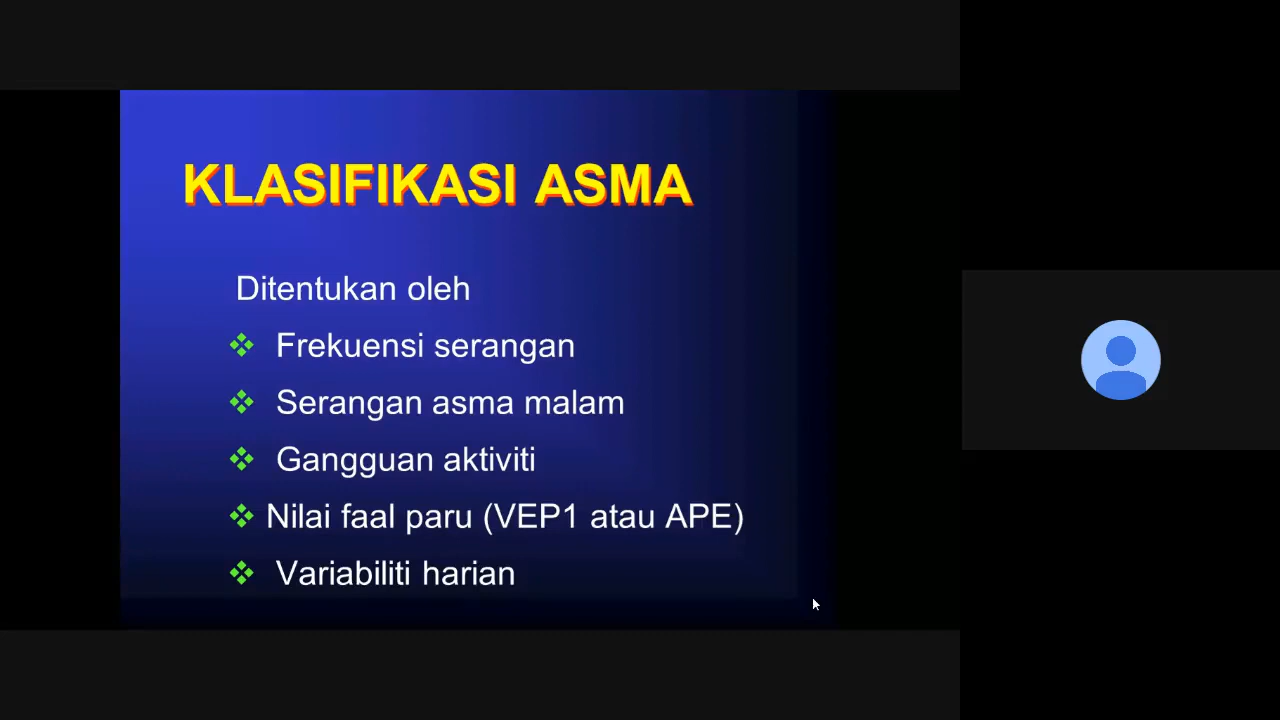 KLASIFIKASI ASMA
Ditentukan oleh
Frekuensi serangan
Serangan asma malam
Gangguan aktiviti
Nilai faal paru (VEP1 atau APE)
Variabiliti harian